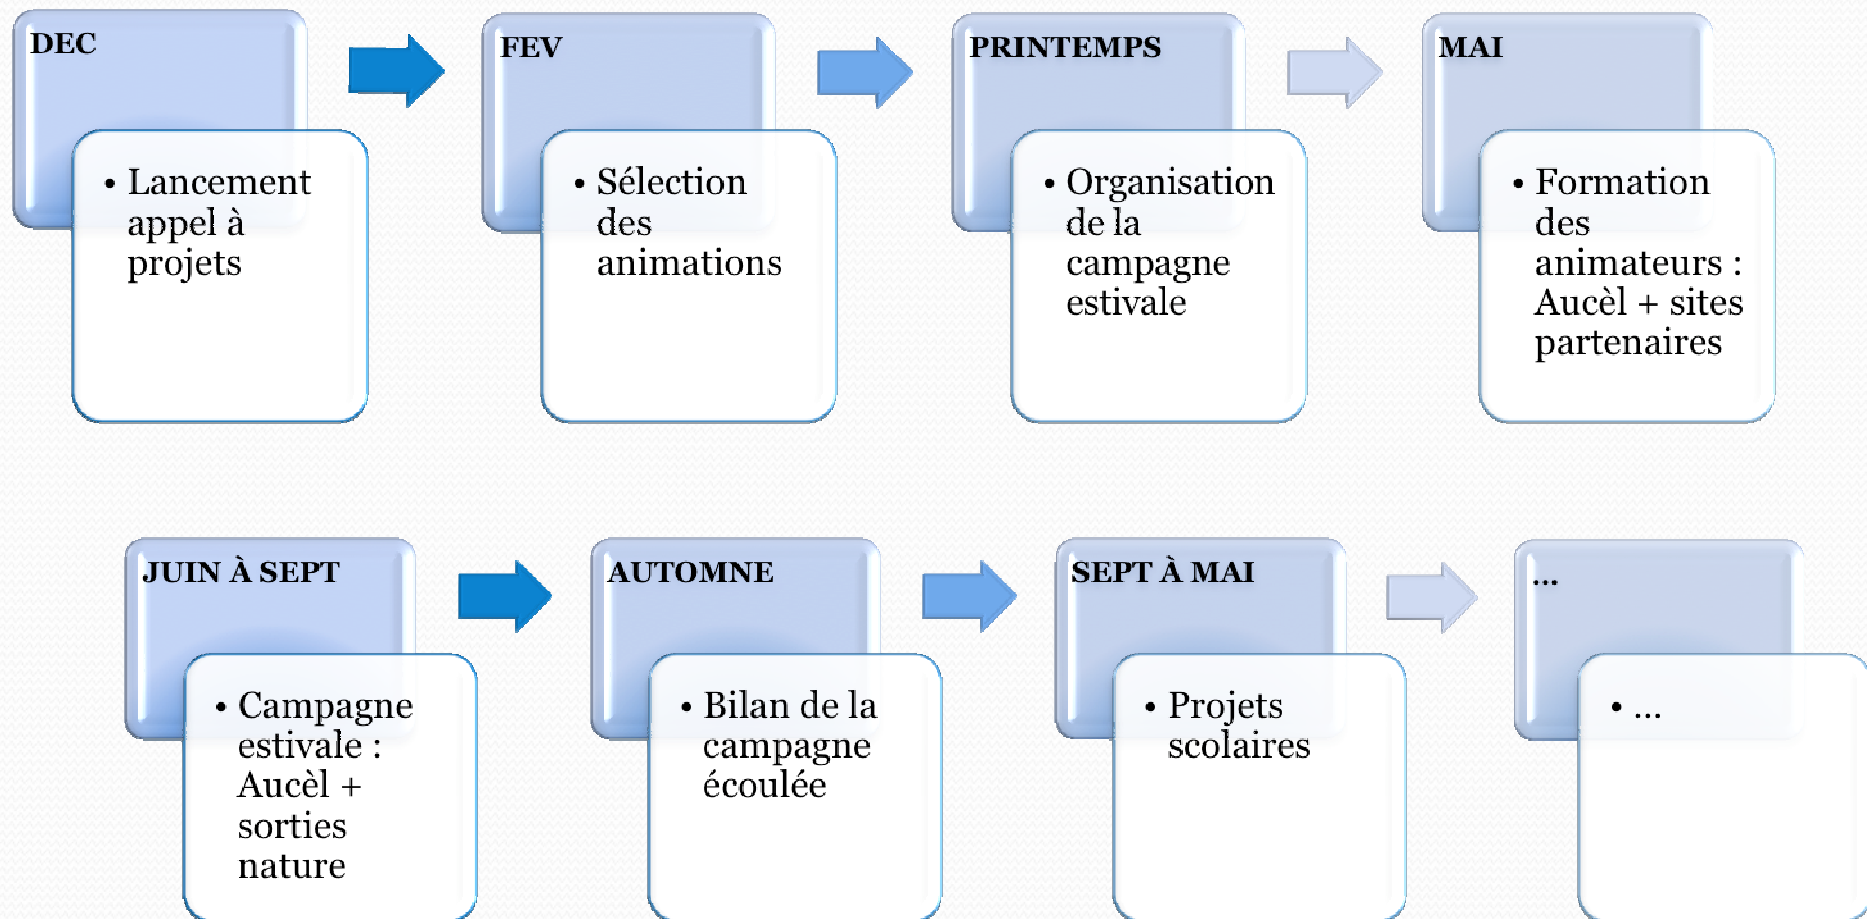 DEC
• Lancement
appel à
projets
FEV
• Sélection
des
animations
PRINTEMPS
• Organisation
de la
campagne
estivale
MAI
• Formation
des
animateurs :
Aucèl + sites
partenaires
JUIN À SEPT
• Campagne
estivale :
Aucèl +
sorties
nature
AUTOMNE
• Bilan de la
campagne
écoulée
SEPT À MAI
• Projets
scolaires
...
• ...